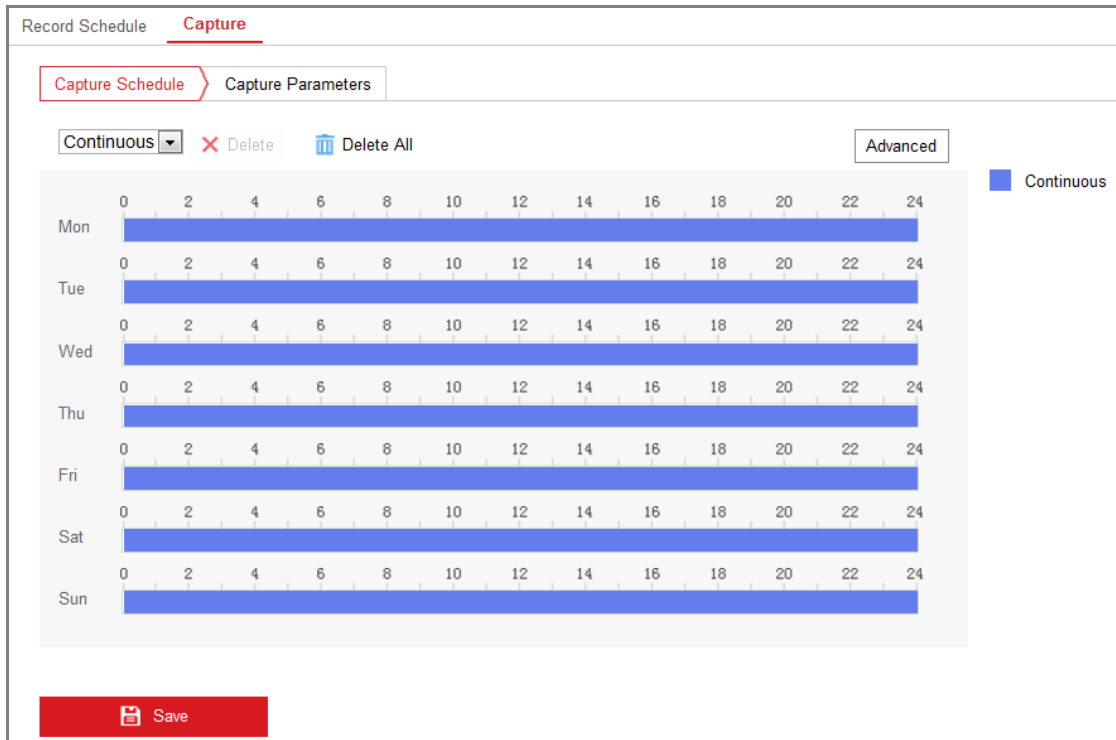 Record Schedule Capture
Capture Schedule Capture Parameters
Continuous Delete Delete All Advanced
Continuous
0 2 4 6 8 10 12 14 16 18 20 22 24
Mon
0 2 4 6 8 10 12 14 16 18 20 22 24
Tue
0 2 4 6 8 10 12 14 16 18 20 22 24
Wed
0 2 4 6 8 10 12 14 16 18 20 22 24
Thu
0 2 4 6 8 10 12 14 16 18 20 22 24
Fri
0 2 4 6 8 10 12 14 16 18 20 22 24
Sat
0 2 4 6 8 10 12 14 16 18 20 22 24
Sun
Save